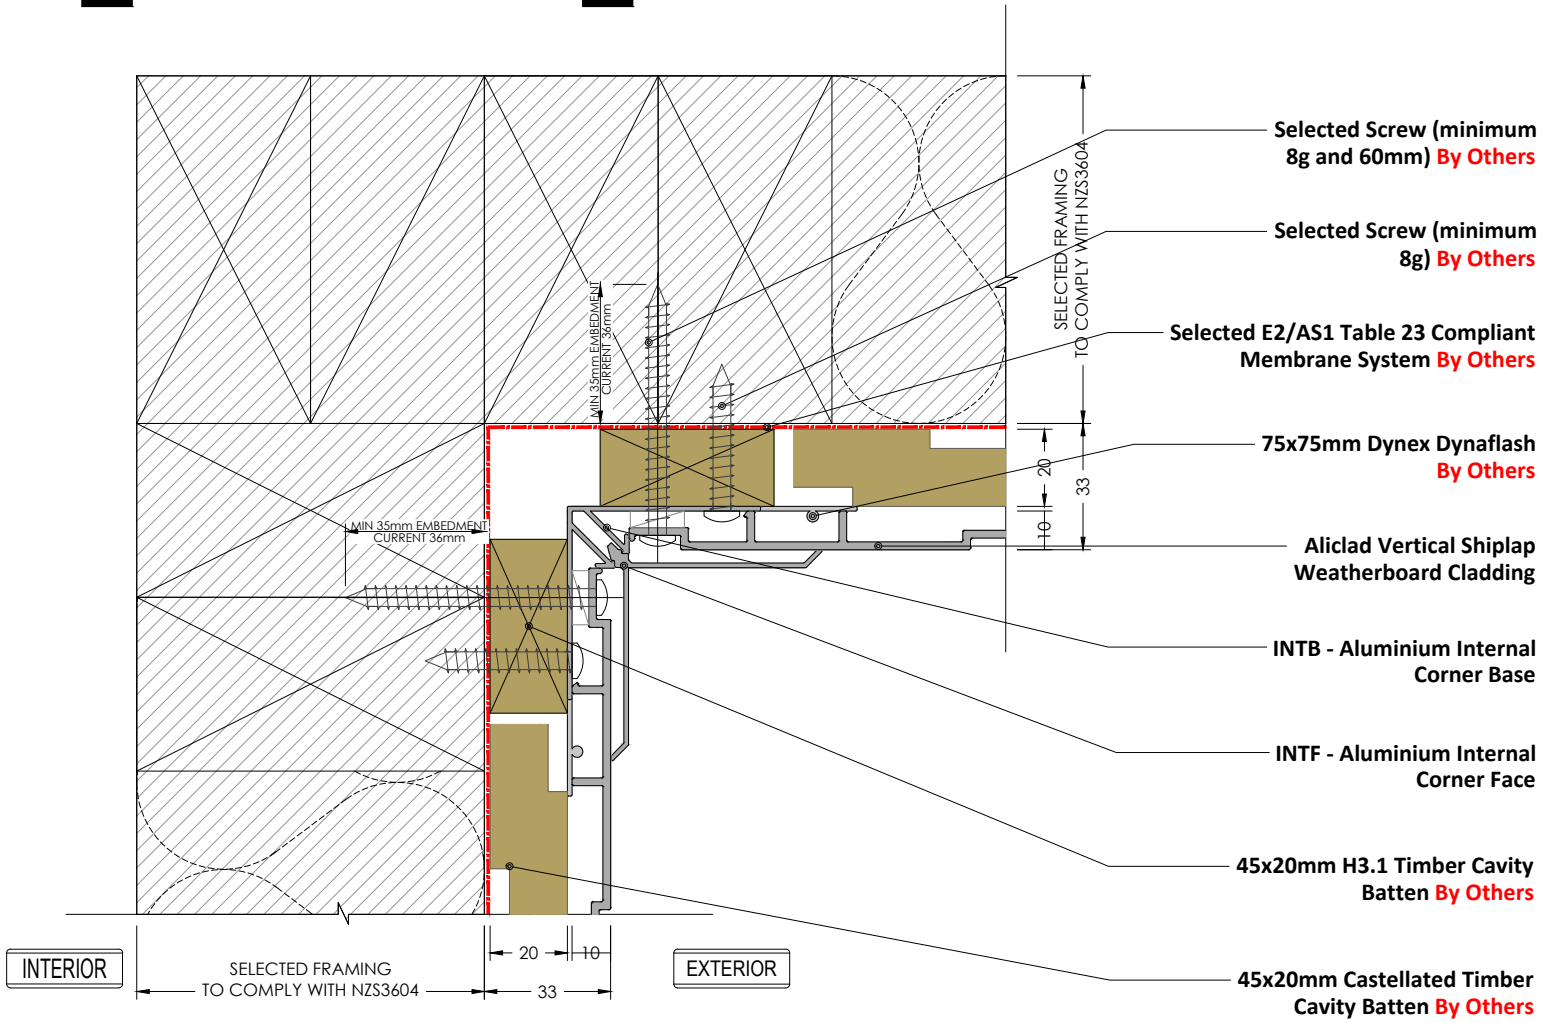 Selected Screw (minimum
8g and 60mm) By Others
Selected Screw (minimum
8g) By Others
Selected E2/AS1 Table 23 Compliant
Membrane System By Others
75x75mm Dynex Dynaflash
By Others
Aliclad Vertical Shiplap
Weatherboard Cladding
INTB - Aluminium Internal
Corner Base
INTF - Aluminium Internal
Corner Face
45x20mm H3.1 Timber Cavity
Batten By Others
45x20mm Castellated Timber
Cavity Batten By Others
SELECTED FRAMING
TO COMPLY WITH NZS3604
20
33
10
MIN 35mm EMBEDMENT
CURRENT 36mm
MIN 35mm EMBEDMENT
CURRENT 36mm
INTERIOR
SELECTED FRAMING
TO COMPLY WITH NZS3604
20
10
33
EXTERIOR